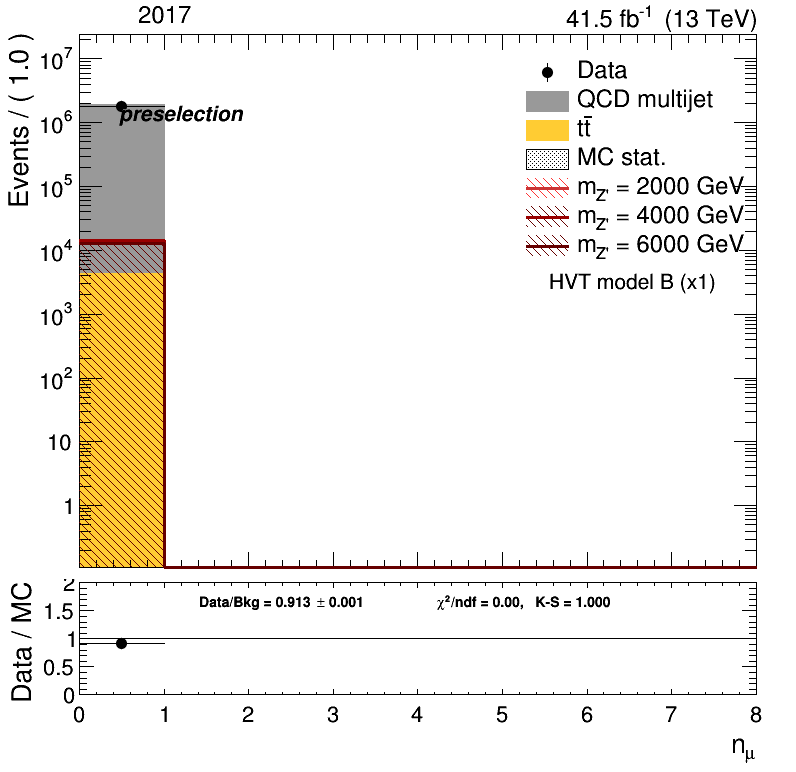 2017
41.5 fb⁻¹ (13 TeV)
Events / ( 1.0 )
10⁷
10⁶
10⁵
10⁴
10³
10²
10
1
preselection
Data
QCD multijet
tt̄
MC stat.
m_Z' = 2000 GeV
m_Z' = 4000 GeV
m_Z' = 6000 GeV
HVT model B (x1)
Data / MC
2
1.5
1
0.5
0
Data/Bkg = 0.913 ± 0.001
χ²/ndf = 0.00, K-S = 1.000
0 1 2 3 4 5 6 7 8
n_μ